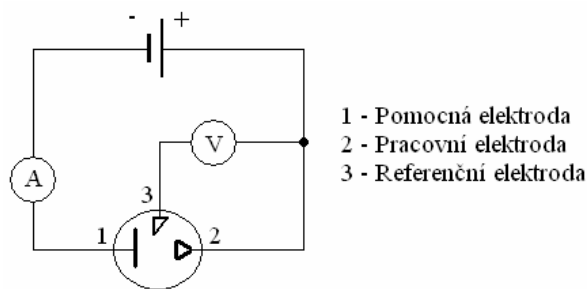 - +
V
A
3
1
2
1 - Pomocná elektroda
2 - Pracovní elektroda
3 - Referenční elektroda